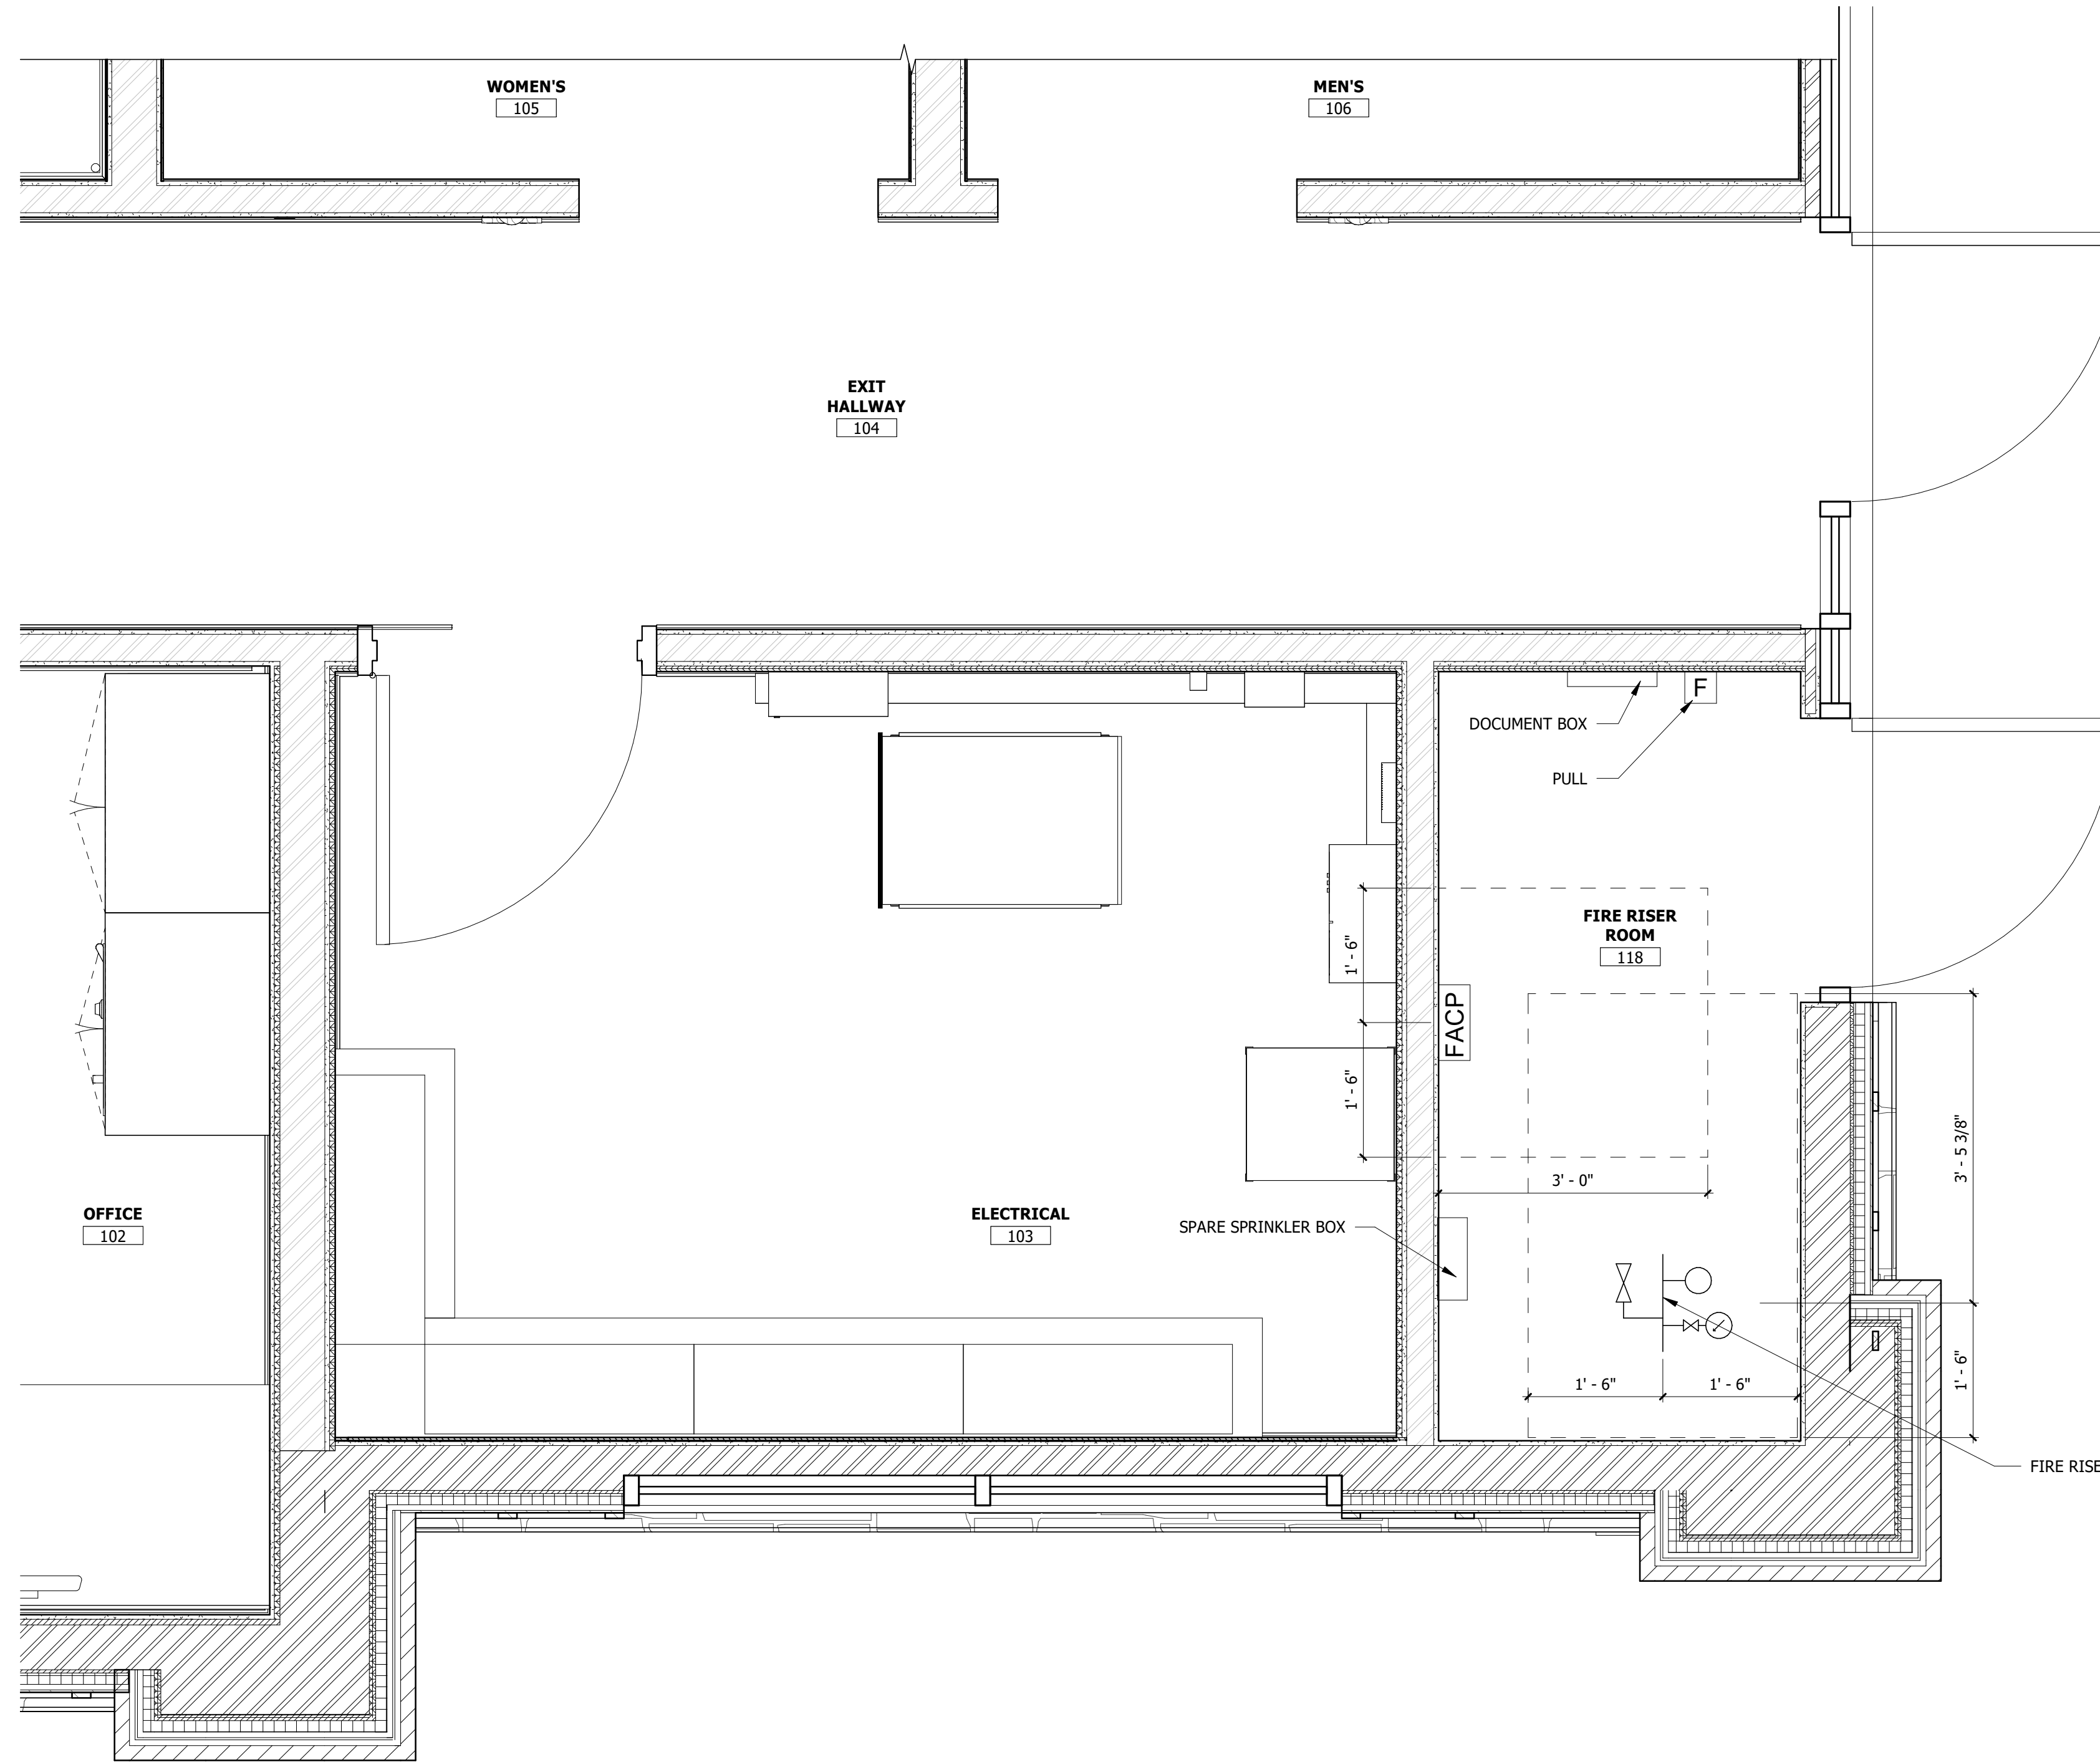 WOMEN'S
105
MEN'S
106
EXIT
HALLWAY
104
F
DOCUMENT BOX
PULL
FIRE RISER
ROOM
118
1' - 6"
FACP
1' - 6"
3' - 5 3/8"
3' - 0"
OFFICE
102
ELECTRICAL
103
SPARE SPRINKLER BOX
1' - 6"
1' - 6"
1' - 6"
FIRE RISE